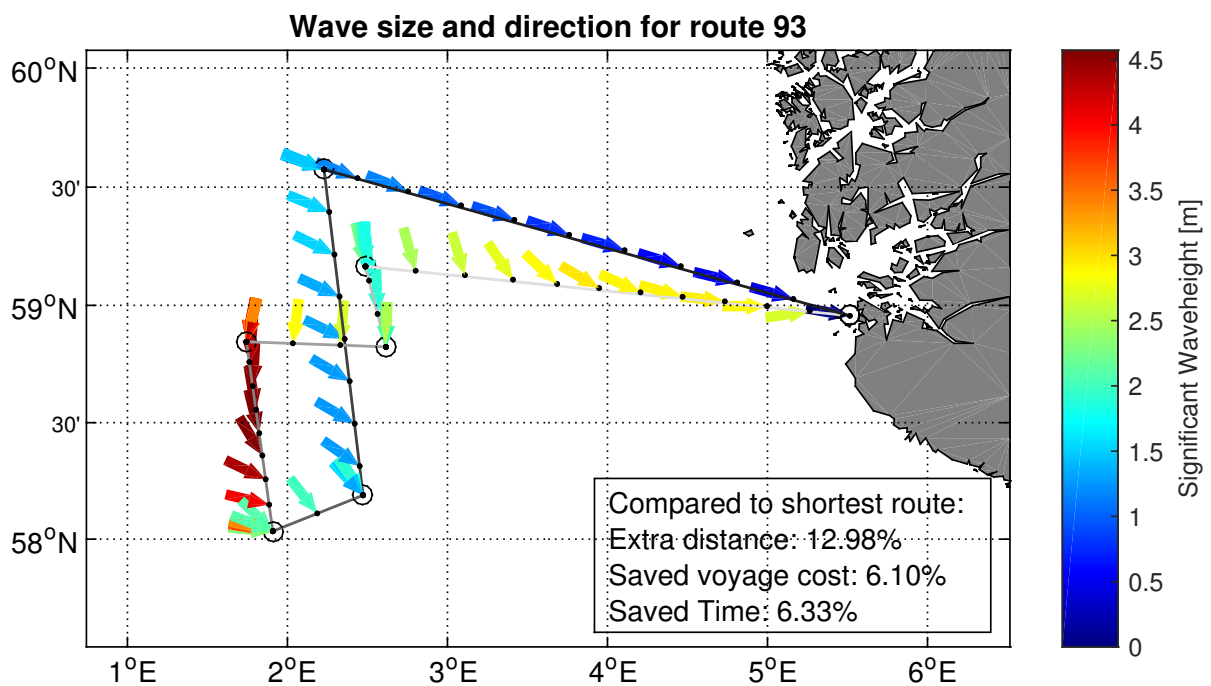 Wave size and direction for route 93
60°N
30'
59°N
30'
58°N
1°E
2°E
3°E
4°E
5°E
6°E
Compared to shortest route:
Extra distance: 12.98%
Saved voyage cost: 6.10%
Saved Time: 6.33%
4.5
4
3.5
3
2.5
2
1.5
1
0.5
0
Significant Waveheight [m]